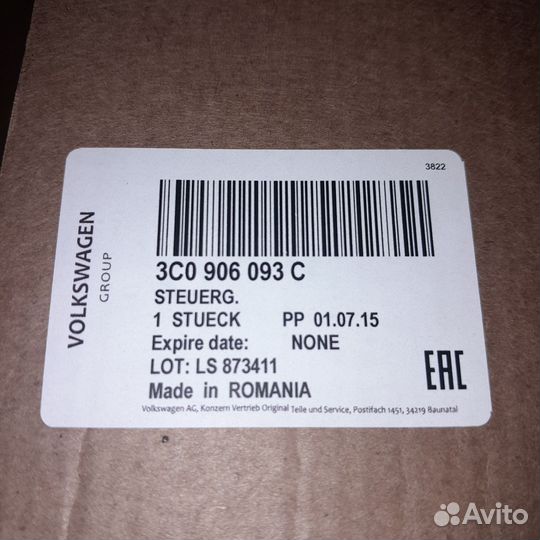 3822
VOLKSWAGEN
GROUP
3C0 906 093 C
STEUERG.
1 STUECK PP 01.07.15
Expire date: NONE
LOT: LS 873411
Made in ROMANIA
EAC
Volkswagen AG, Konzern Vertrieb Original Teile und Service, Postifach 1451, 34219 Baunatal
Avito